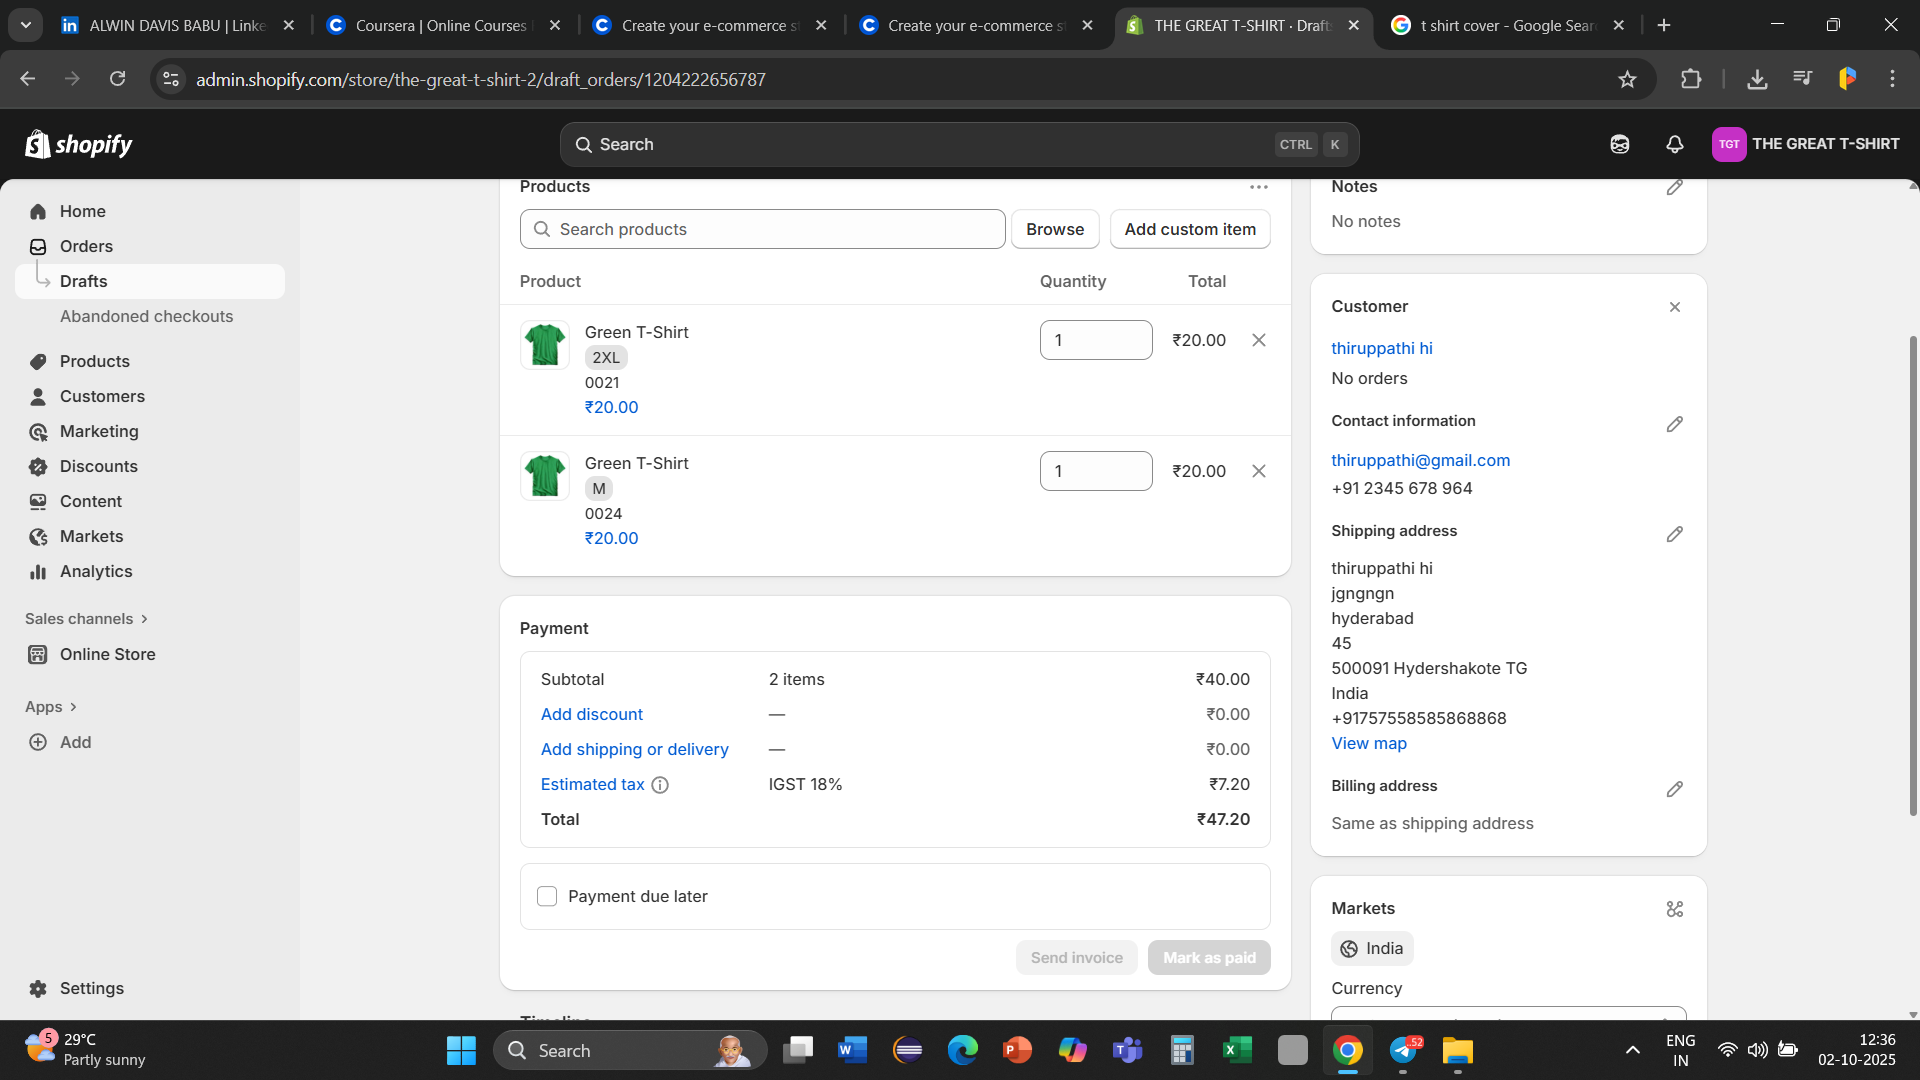 ALWIN DAVIS BABU | Linke
Coursera | Online Courses
Create your e-commerce s
Create your e-commerce s
THE GREAT T-SHIRT · Draft
t shirt cover - Google Sear
admin.shopify.com/store/the-great-t-shirt-2/draft_orders/1204222656787
shopify
Search
CTRL K
TGT
THE GREAT T-SHIRT
Home
Orders
Drafts
Abandoned checkouts
Products
Customers
Marketing
Discounts
Content
Markets
Analytics
Sales channels
Online Store
Apps
Add
Settings
Products
Search products
Browse
Add custom item
Product Quantity Total
Green T-Shirt
2XL
0021
₹20.00
1
₹20.00
Green T-Shirt
M
0024
₹20.00
1
₹20.00
Payment
Subtotal 2 items ₹40.00
Add discount — ₹0.00
Add shipping or delivery — ₹0.00
Estimated tax IGST 18% ₹7.20
Total ₹47.20
Payment due later
Send invoice
Mark as paid
Notes
No notes
Customer
thiruppathi hi
No orders
Contact information
thiruppathi@gmail.com
+91 2345 678 964
Shipping address
thiruppathi hi
jgngngn
hyderabad
45
500091 Hydershakote TG
India
+91757558585868868
View map
Billing address
Same as shipping address
Markets
India
Currency
5
29°C
Partly sunny
Search
52
ENG
IN
12:36
02-10-2025